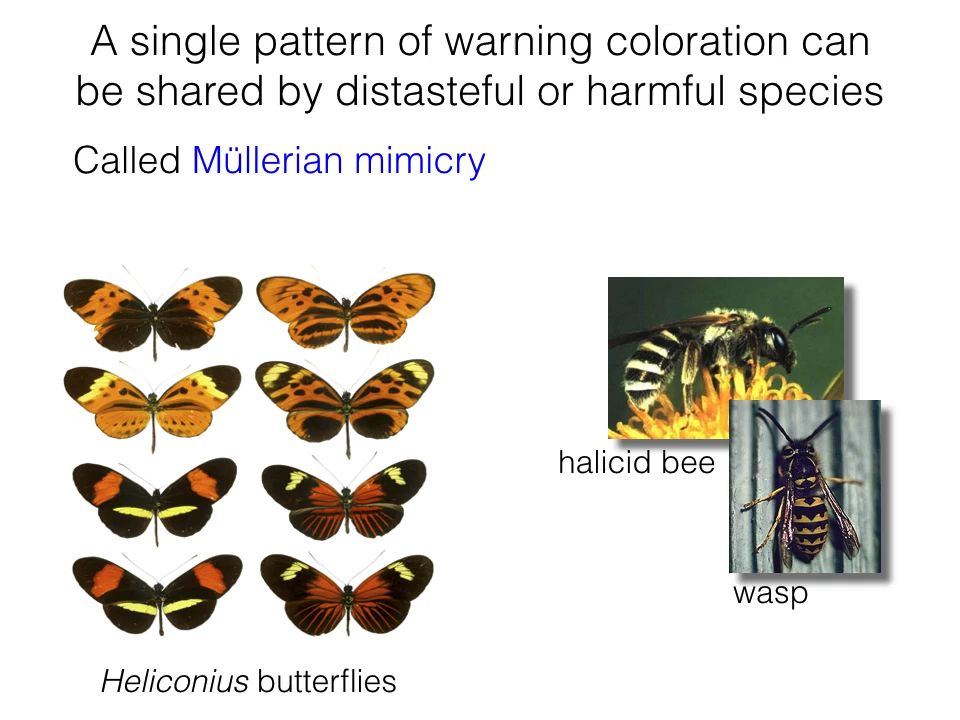 A single pattern of warning coloration can
be shared by distasteful or harmful species
Called Müllerian mimicry
halicid bee
wasp
Heliconius butterflies